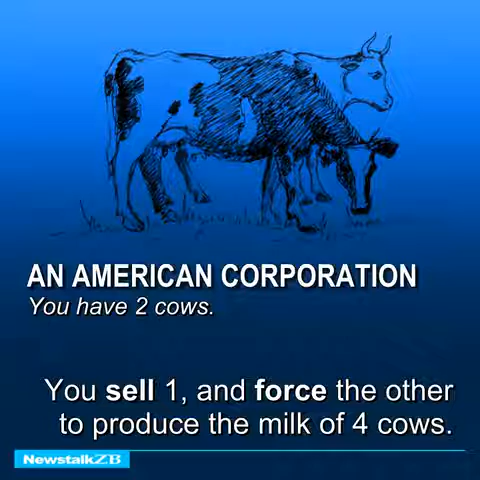 AN AMERICAN CORPORATION
You have 2 cows.
You sell 1, and force the other
to produce the milk of 4 cows.
NewstalkZB